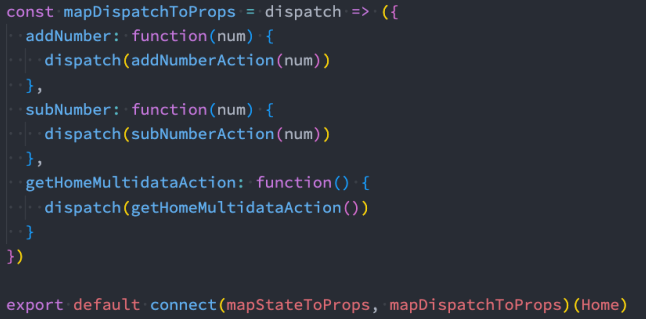 const mapDispatchToProps = dispatch => ({
  addNumber: function(num) {
    dispatch(addNumberAction(num))
  },
  subNumber: function(num) {
    dispatch(subNumberAction(num))
  },
  getHomeMultidataAction: function() {
    dispatch(getHomeMultidataAction())
  }
})
export default connect(mapStateToProps, mapDispatchToProps)(Home)